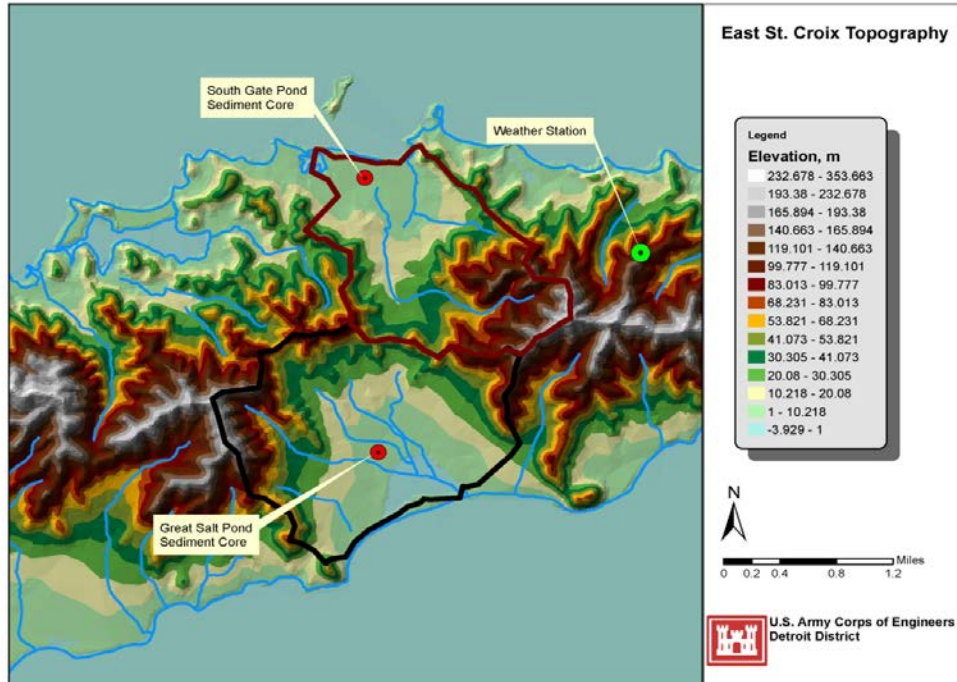 East St. Croix Topography
South Gate Pond
Sediment Core
Weather Station
Great Salt Pond
Sediment Core
Legend
Elevation, m
232.678 - 353.663
193.38 - 232.678
165.894 - 193.38
140.663 - 165.894
119.101 - 140.663
99.777 - 119.101
83.013 - 99.777
68.231 - 83.013
53.821 - 68.231
41.073 - 53.821
30.305 - 41.073
20.08 - 30.305
10.218 - 20.08
1 - 10.218
-3.929 - 1
N
Miles
0 0.2 0.4 0.8 1.2
U.S. Army Corps of Engineers
Detroit District